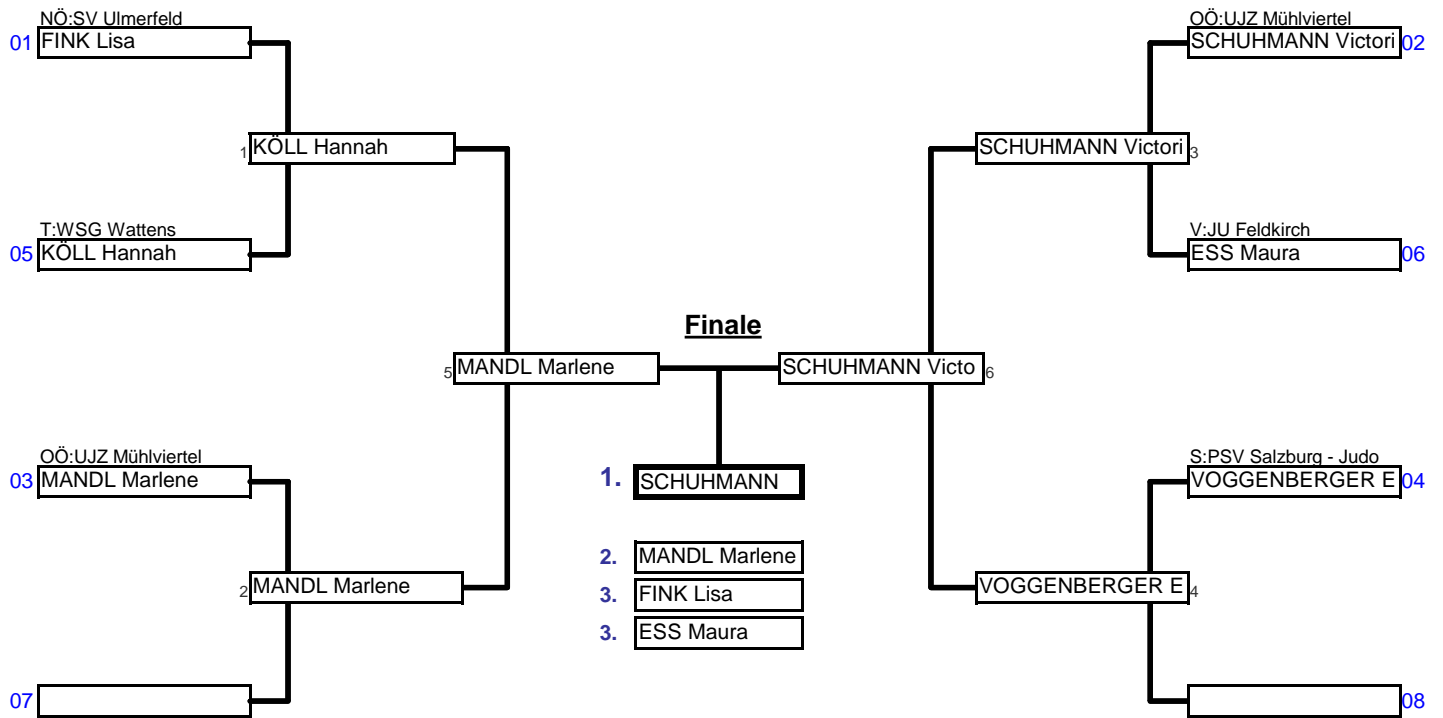 NÖ:SV Ulmerfeld
01 FINK Lisa
1 KÖLL Hannah
T:WSG Wattens
05 KÖLL Hannah
5 MANDL Marlene
OÖ:UJZ Mühlviertel
03 MANDL Marlene
2 MANDL Marlene
07
Finale
1. SCHUHMANN
2. MANDL Marlene
3. FINK Lisa
3. ESS Maura
OÖ:UJZ Mühlviertel
SCHUHMANN Victori 02
SCHUHMANN Victori 3
V:JU Feldkirch
ESS Maura 06
SCHUHMANN Victo 6
S:PSV Salzburg - Judo
VOGGENBERGER E 04
VOGGENBERGER E 4
08